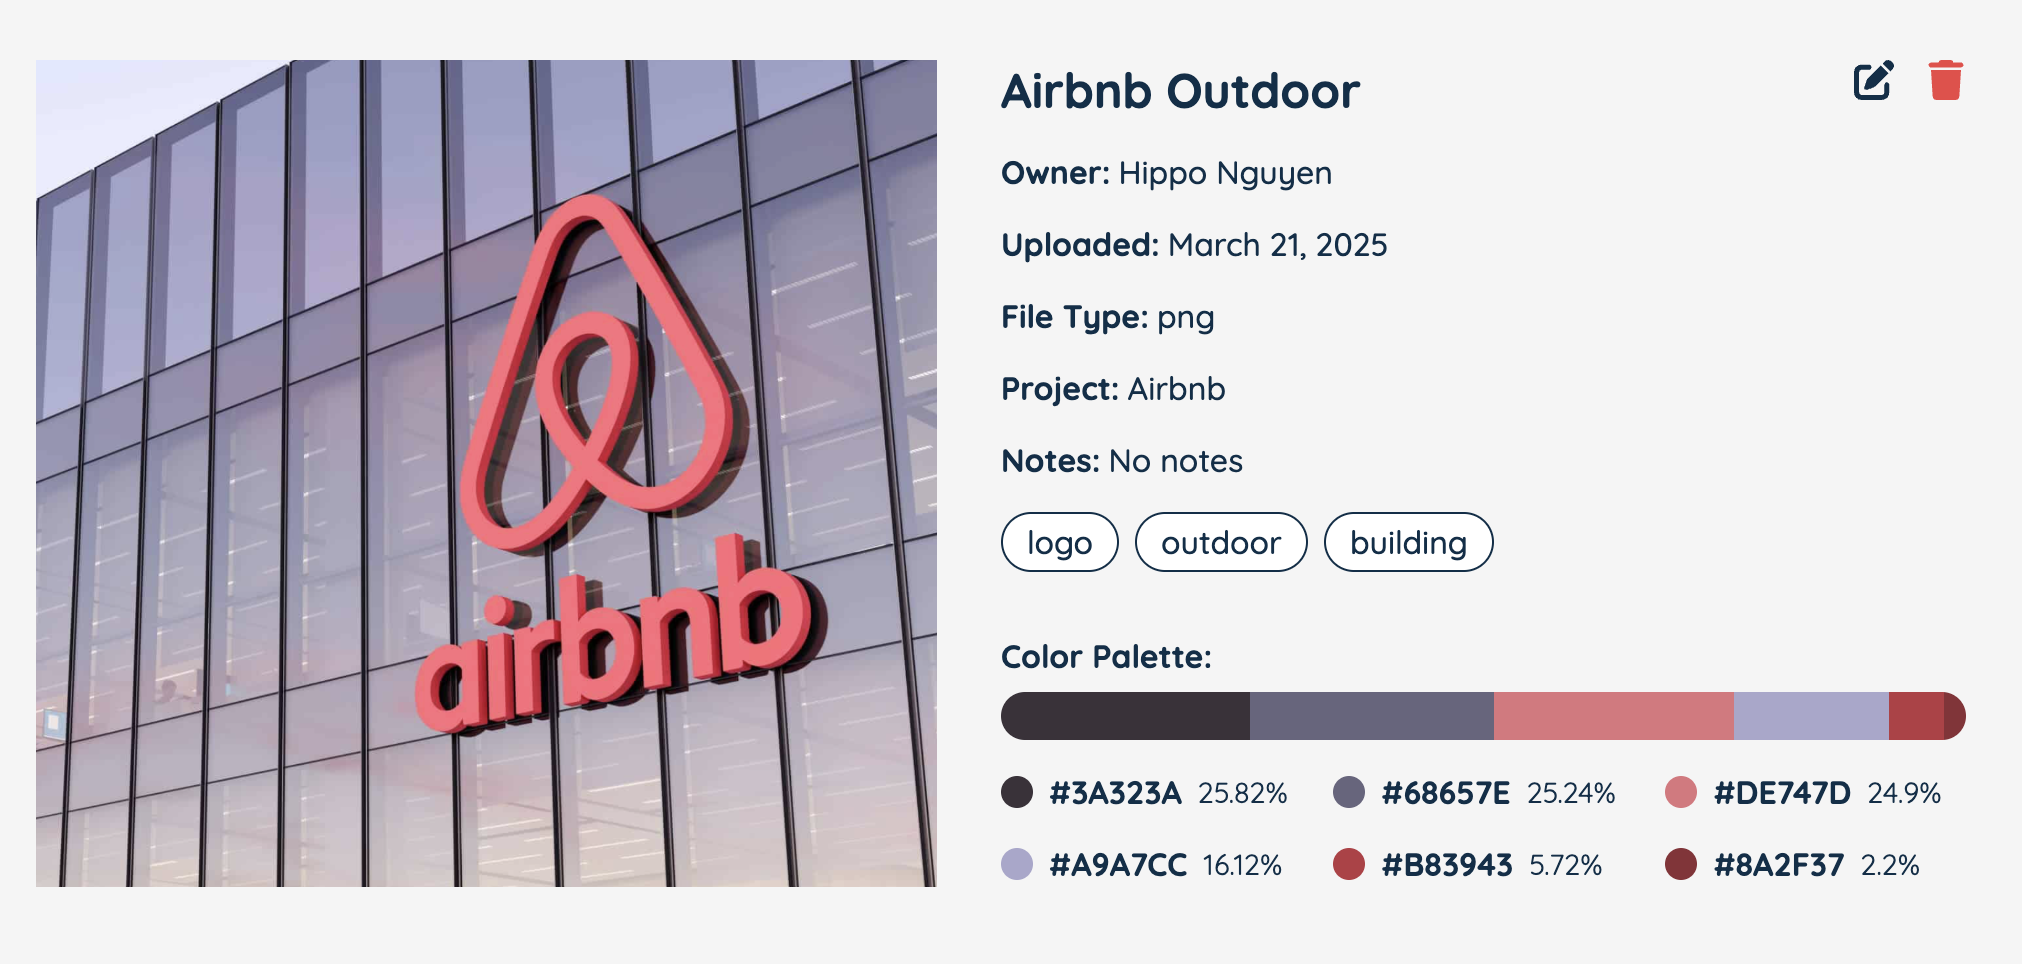 airbnb
Airbnb Outdoor
Owner: Hippo Nguyen
Uploaded: March 21, 2025
File Type: png
Project: Airbnb
Notes: No notes
logo outdoor building
Color Palette:
#3A323A 25.82% #68657E 25.24% #DE747D 24.9%
#A9A7CC 16.12% #B83943 5.72% #8A2F37 2.2%